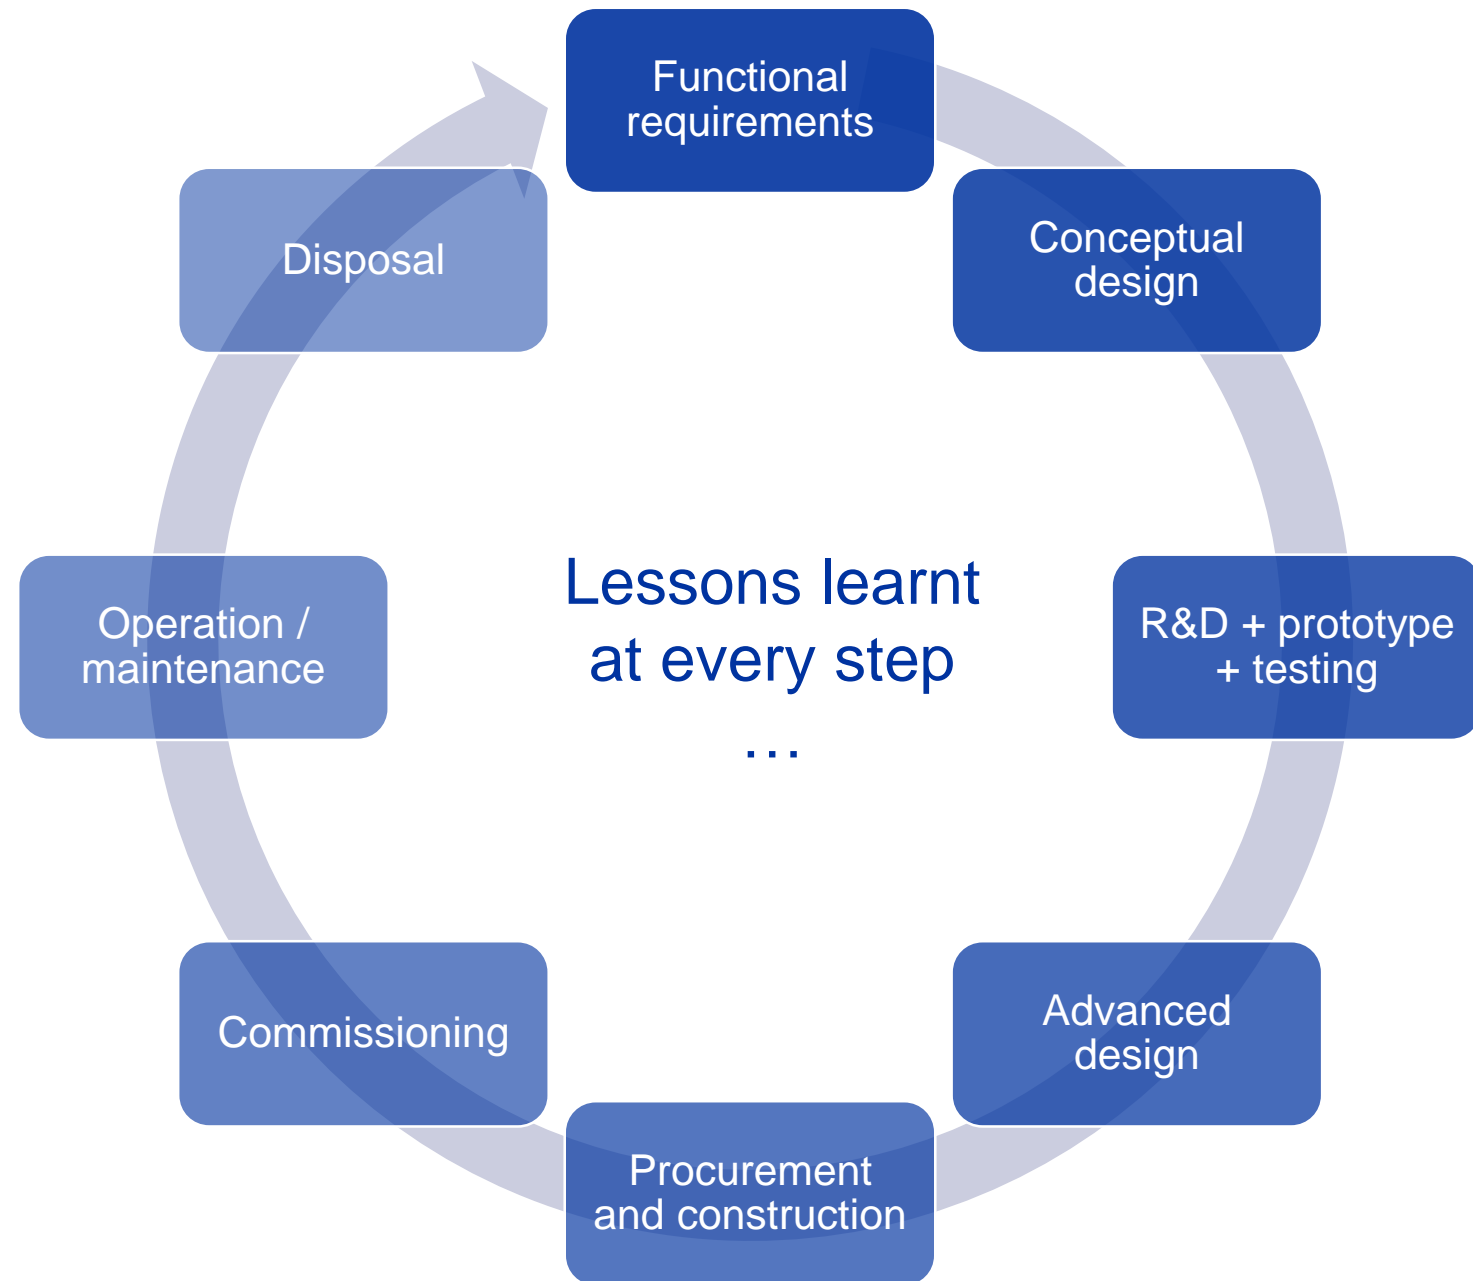 Functional
requirements
Conceptual
design
R&D + prototype
+ testing
Advanced
design
Procurement
and construction
Commissioning
Operation /
maintenance
Disposal
Lessons learnt
at every step
…